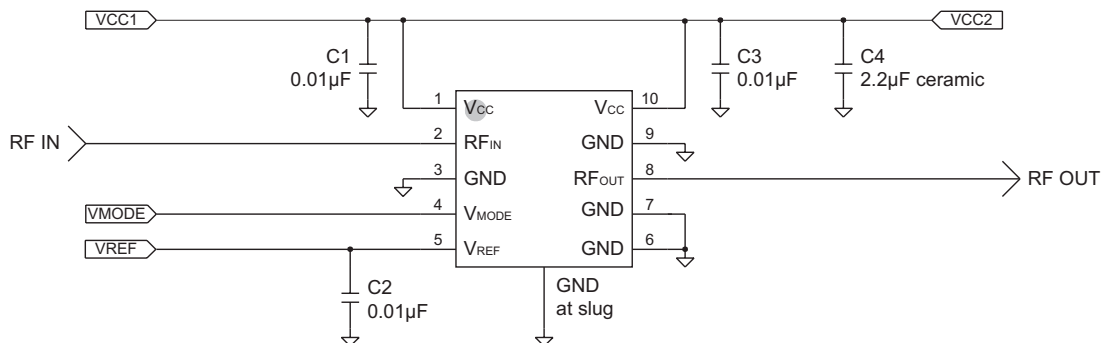 VCC1
VCC2
C1
0.01µF
C3
0.01µF
C4
2.2µF ceramic
1
VCC
VCC
10
RF IN
2
RFIN
GND
9
3
GND
RFOUT
8
RF OUT
VMODE
4
VMODE
GND
7
VREF
5
VREF
GND
6
C2
0.01µF
GND
at slug